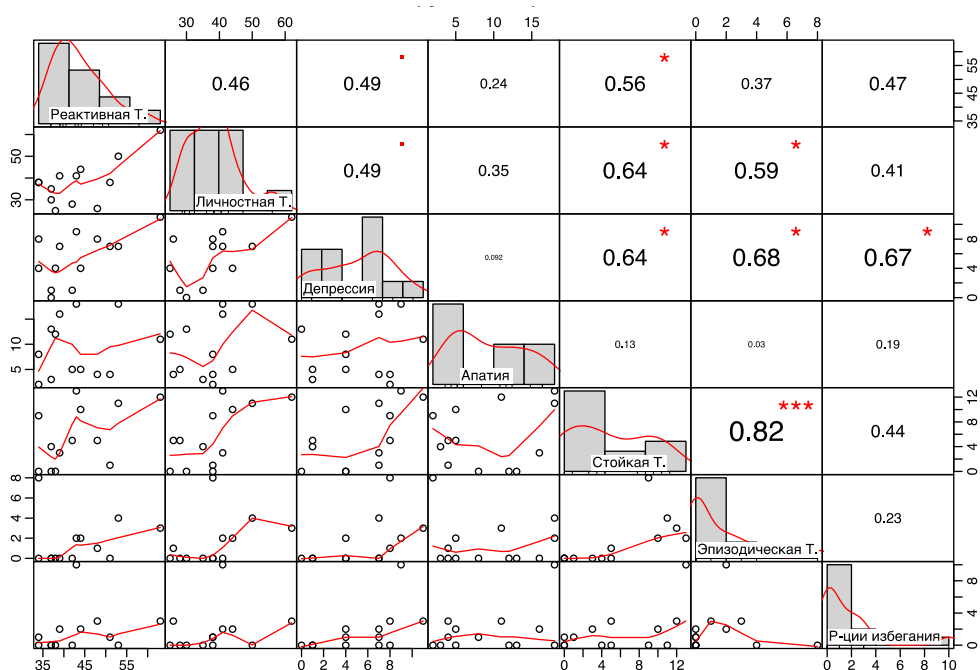 30 40 50 60
5 10 15
0 2 4 6 8
0.46
0.49
0.24
0.56 *
0.37
0.47
35 45 55
Реактивная Т.
30 50
0.49
0.35
0.64 *
0.59 *
0.41
Личностная Т.
0.092
0.64 *
0.68 *
0.67 *
0 4 8
Депрессия
5 10
0.13
0.03
0.19
Апатия
0.82 ***
0.44
0 4 8 12
Стойкая Т.
0 2 4 6 8
0.23
Эпизодическая Т.
0 4 8
Р-ции избегания
35 45 55
0 2 4 6 8
0 4 8 12
0 2 4 6 8 10